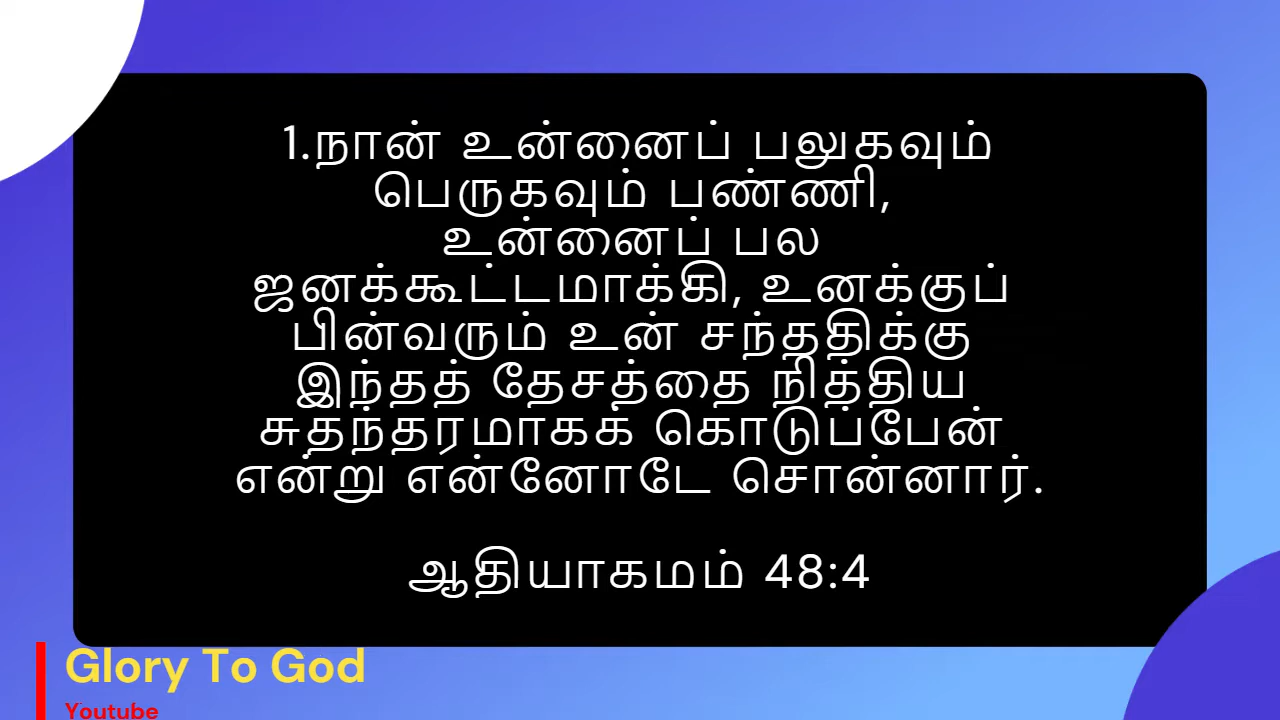 1.நான் உன்னைப் பலுகவும்
பெருகவும் பண்ணி,
உன்னைப் பல
ஜனக்கூட்டமாக்கி, உனக்குப்
பின்வரும் உன் சந்ததிக்கு
இந்தத் தேசத்தை நித்திய
சுதந்தரமாகக் கொடுப்பேன்
என்று என்னோடே சொன்னார்.
ஆதியாகமம் 48:4
Glory To God
Youtube